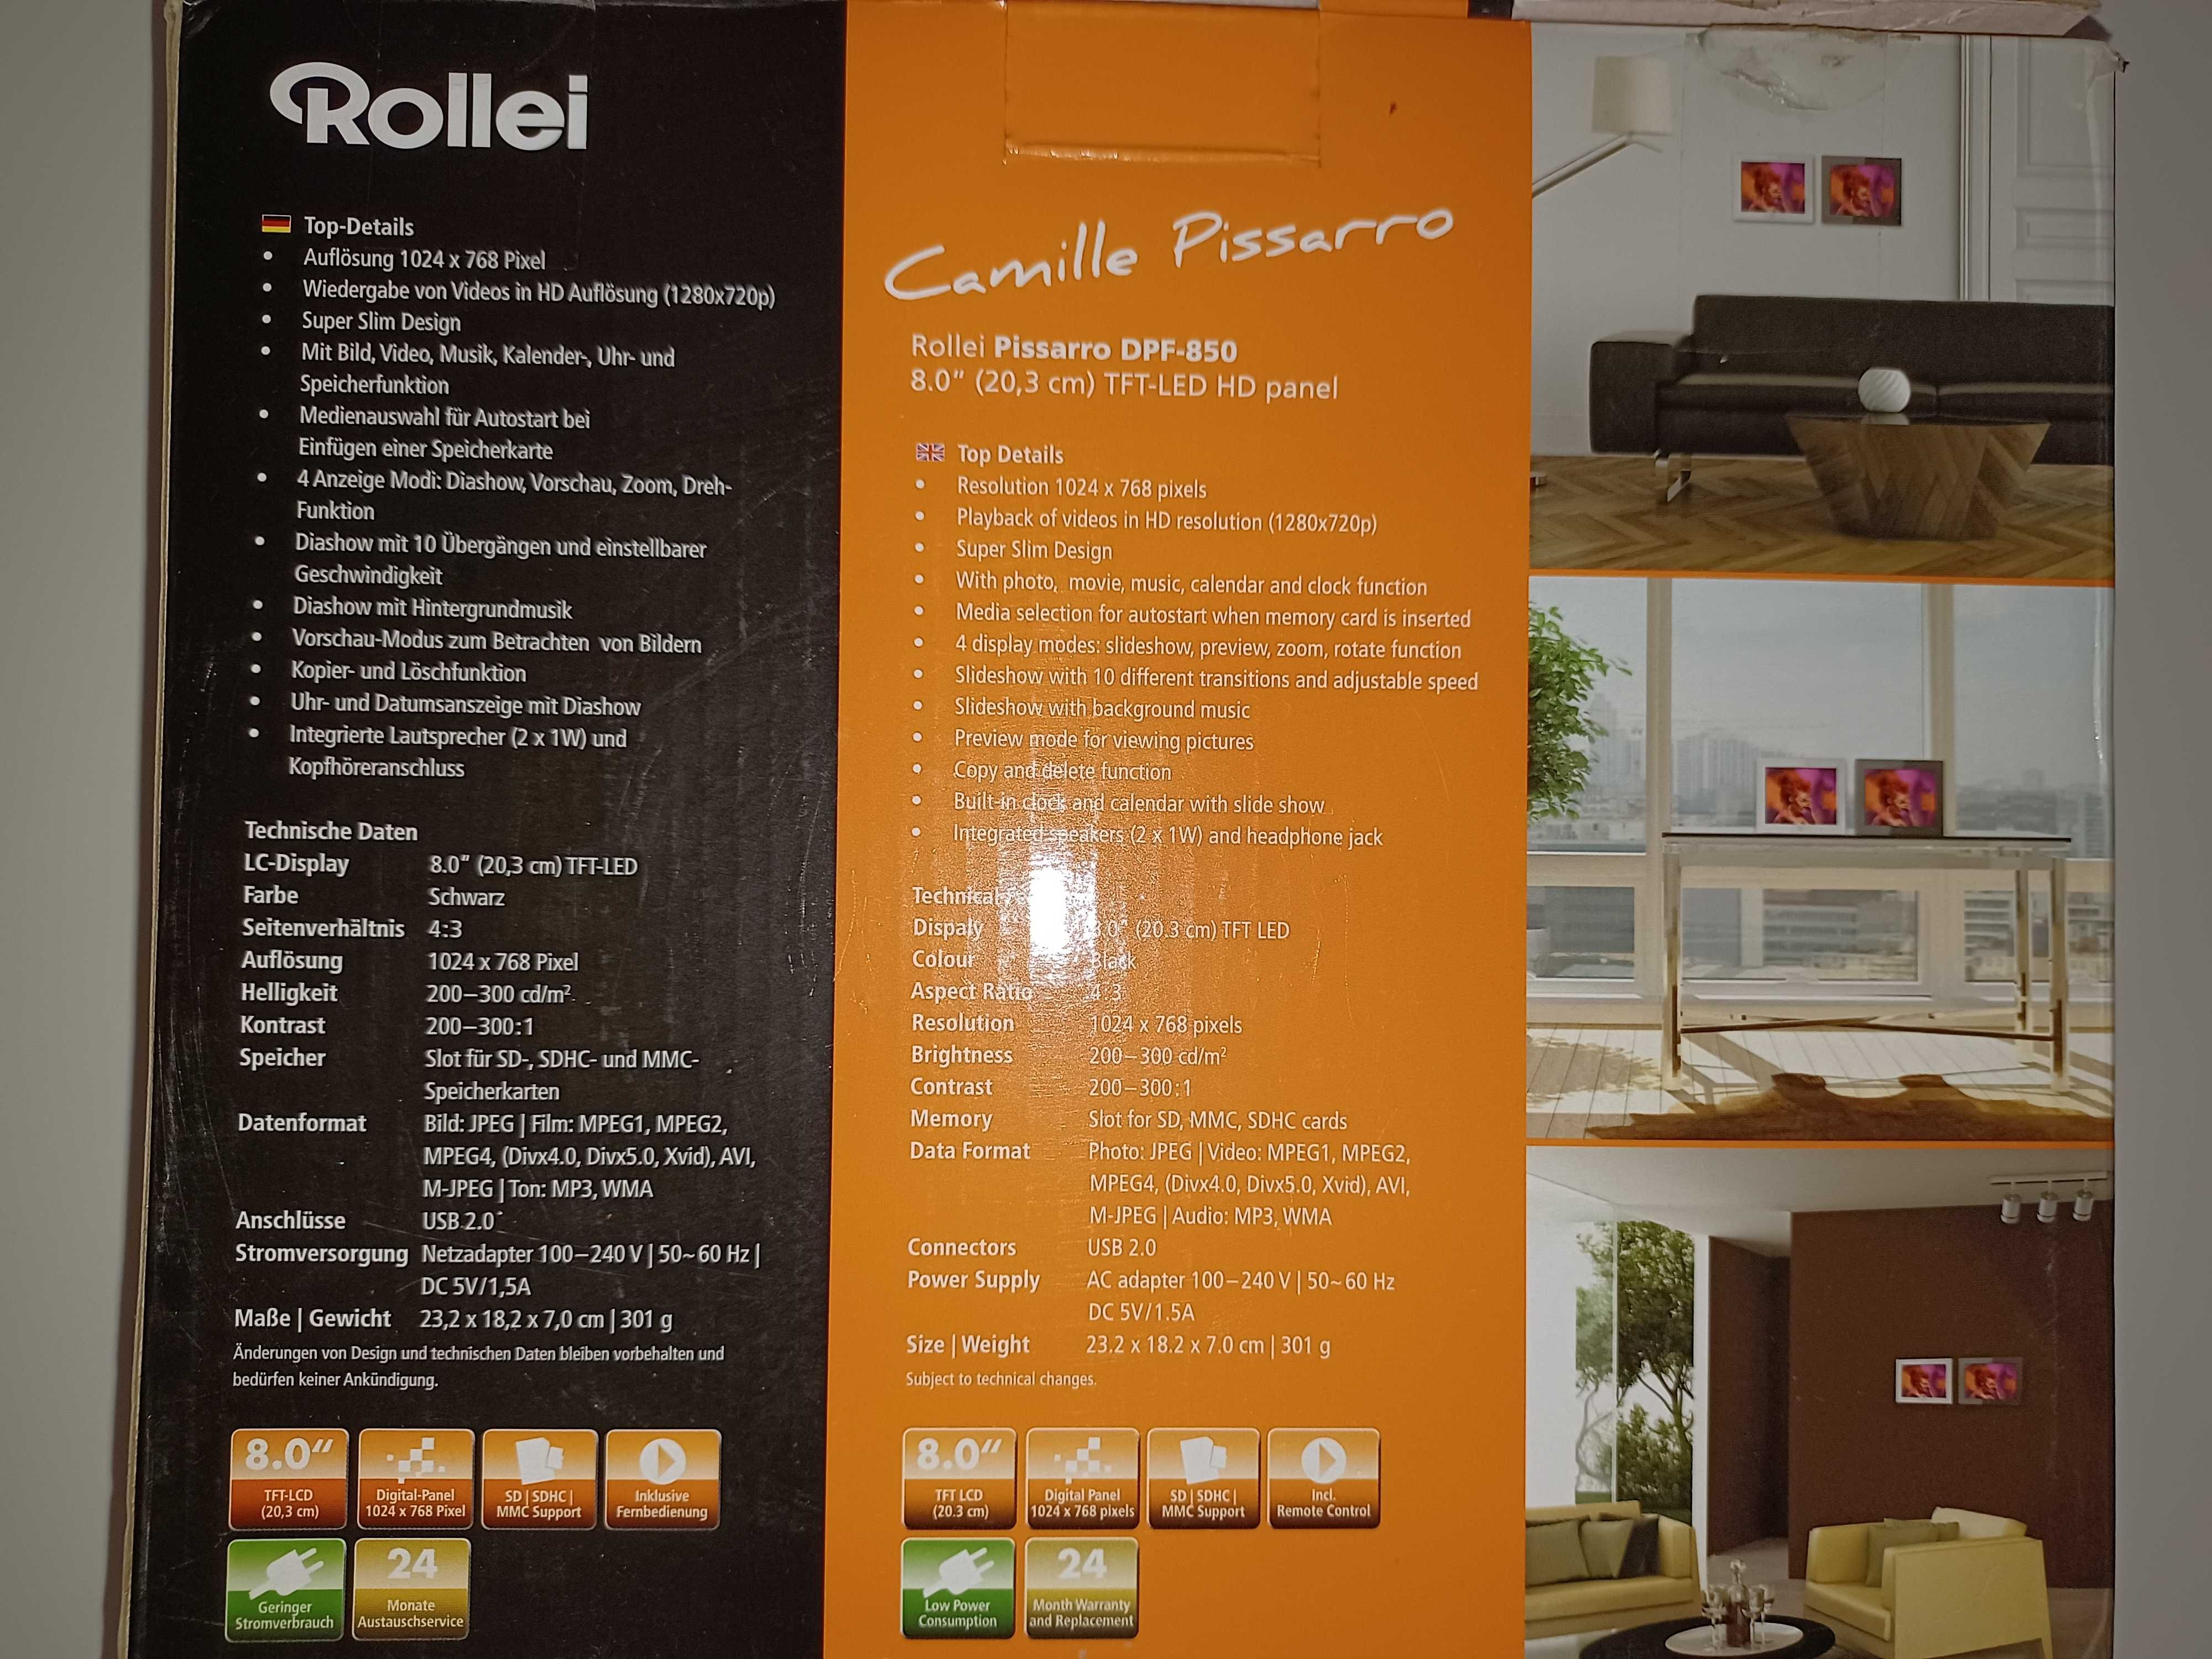 Rollei
Top-Details
• Auflösung 1024 x 768 Pixel
• Wiedergabe von Videos in HD Auflösung (1280x720p)
• Super Slim Design
• Mit Bild, Video, Musik, Kalender-, Uhr- und
Speicherfunktion
• Medienauswahl für Autostart bei
Einfügen einer Speicherkarte
• 4 Anzeige Modi: Diashow, Vorschau, Zoom, Dreh-
Funktion
• Diashow mit 10 Übergängen und einstellbarer
Geschwindigkeit
• Diashow mit Hintergrundmusik
• Vorschau-Modus zum Betrachten von Bildern
• Kopier- und Löschfunktion
• Uhr- und Datumsanszeige mit Diashow
• Integrierte Lautsprecher (2 x 1W) und
Kopfhöreranschluss
Technische Daten
LC-Display 8.0" (20,3 cm) TFT-LED
Farbe Schwarz
Seitenverhältnis 4:3
Auflösung 1024 x 768 Pixel
Helligkeit 200–300 cd/m²
Kontrast 200–300:1
Speicher Slot für SD-, SDHC- und MMC-
Speicherkarten
Datenformat Bild: JPEG | Film: MPEG1, MPEG2,
MPEG4, (Divx4.0, Divx5.0, Xvid), AVI,
M-JPEG | Ton: MP3, WMA
Anschlüsse USB 2.0
Stromversorgung Netzadapter 100–240 V | 50~60 Hz |
DC 5V/1,5A
Maße | Gewicht 23,2 x 18,2 x 7,0 cm | 301 g
Änderungen von Design und technischen Daten bleiben vorbehalten und
bedürfen keiner Ankündigung.
8.0"
TFT-LCD
(20,3 cm)
Digital-Panel
1024 x 768 Pixel
SD | SDHC |
MMC Support
Inklusive
Fernbedienung
Geringer
Stromverbrauch
24
Monate
Austauschservice
Camille Pissarro
Rollei Pissarro DPF-850
8.0" (20,3 cm) TFT-LED HD panel
Top Details
• Resolution 1024 x 768 pixels
• Playback of videos in HD resolution (1280x720p)
• Super Slim Design
• With photo, movie, music, calendar and clock function
• Media selection for autostart when memory card is inserted
• 4 display modes: slideshow, preview, zoom, rotate function
• Slideshow with 10 different transitions and adjustable speed
• Slideshow with background music
• Preview mode for viewing pictures
• Copy and delete function
• Built-in clock and calendar with slide show
• Integrated speakers (2 x 1W) and headphone jack
Technical
Dispaly 8.0" (20.3 cm) TFT LED
Colour Black
Aspect Ratio 4:3
Resolution 1024 x 768 pixels
Brightness 200–300 cd/m²
Contrast 200–300:1
Memory Slot for SD, MMC, SDHC cards
Data Format Photo: JPEG | Video: MPEG1, MPEG2,
MPEG4, (Divx4.0, Divx5.0, Xvid), AVI,
M-JPEG | Audio: MP3, WMA
Connectors USB 2.0
Power Supply AC adapter 100–240 V | 50~60 Hz
DC 5V/1.5A
Size | Weight 23.2 x 18.2 x 7.0 cm | 301 g
Subject to technical changes.
8.0"
TFT LCD
(20.3 cm)
Digital Panel
1024 x 768 pixels
SD | SDHC |
MMC Support
Incl.
Remote Control
Low Power
Consumption
24
Month Warranty
and Replacement